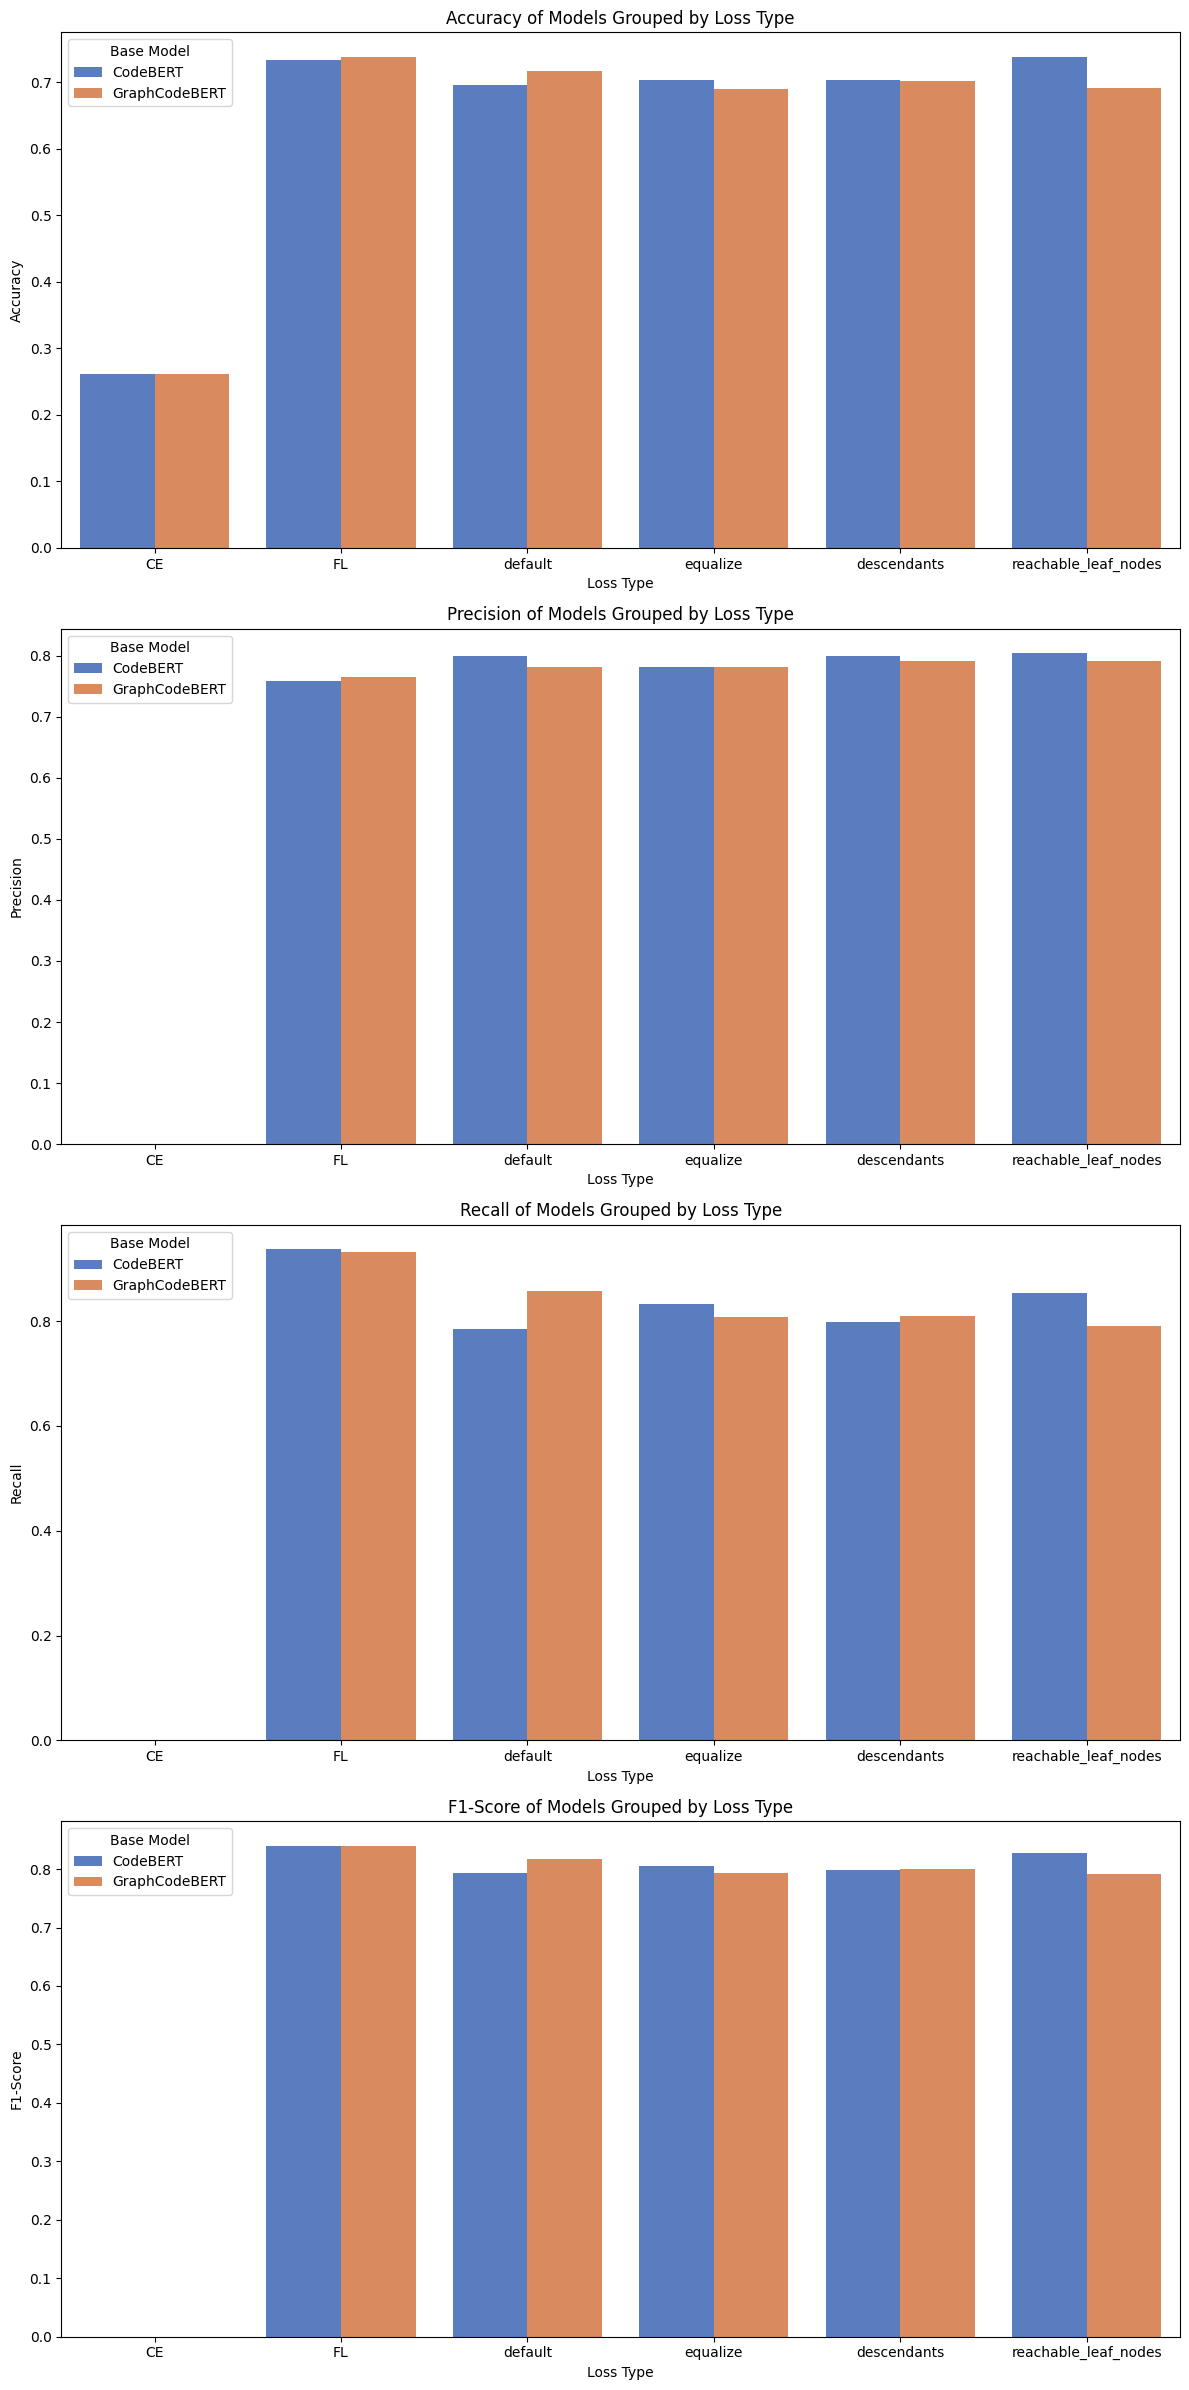 Accuracy of Models Grouped by Loss Type
Base Model
CodeBERT
GraphCodeBERT
Accuracy
0.7
0.6
0.5
0.4
0.3
0.2
0.1
0.0
CE FL default equalize descendants reachable_leaf_nodes
Loss Type
Precision of Models Grouped by Loss Type
Base Model
CodeBERT
GraphCodeBERT
Precision
0.8
0.7
0.6
0.5
0.4
0.3
0.2
0.1
0.0
CE FL default equalize descendants reachable_leaf_nodes
Loss Type
Recall of Models Grouped by Loss Type
Base Model
CodeBERT
GraphCodeBERT
Recall
0.8
0.6
0.4
0.2
0.0
CE FL default equalize descendants reachable_leaf_nodes
Loss Type
F1-Score of Models Grouped by Loss Type
Base Model
CodeBERT
GraphCodeBERT
F1-Score
0.8
0.7
0.6
0.5
0.4
0.3
0.2
0.1
0.0
CE FL default equalize descendants reachable_leaf_nodes
Loss Type